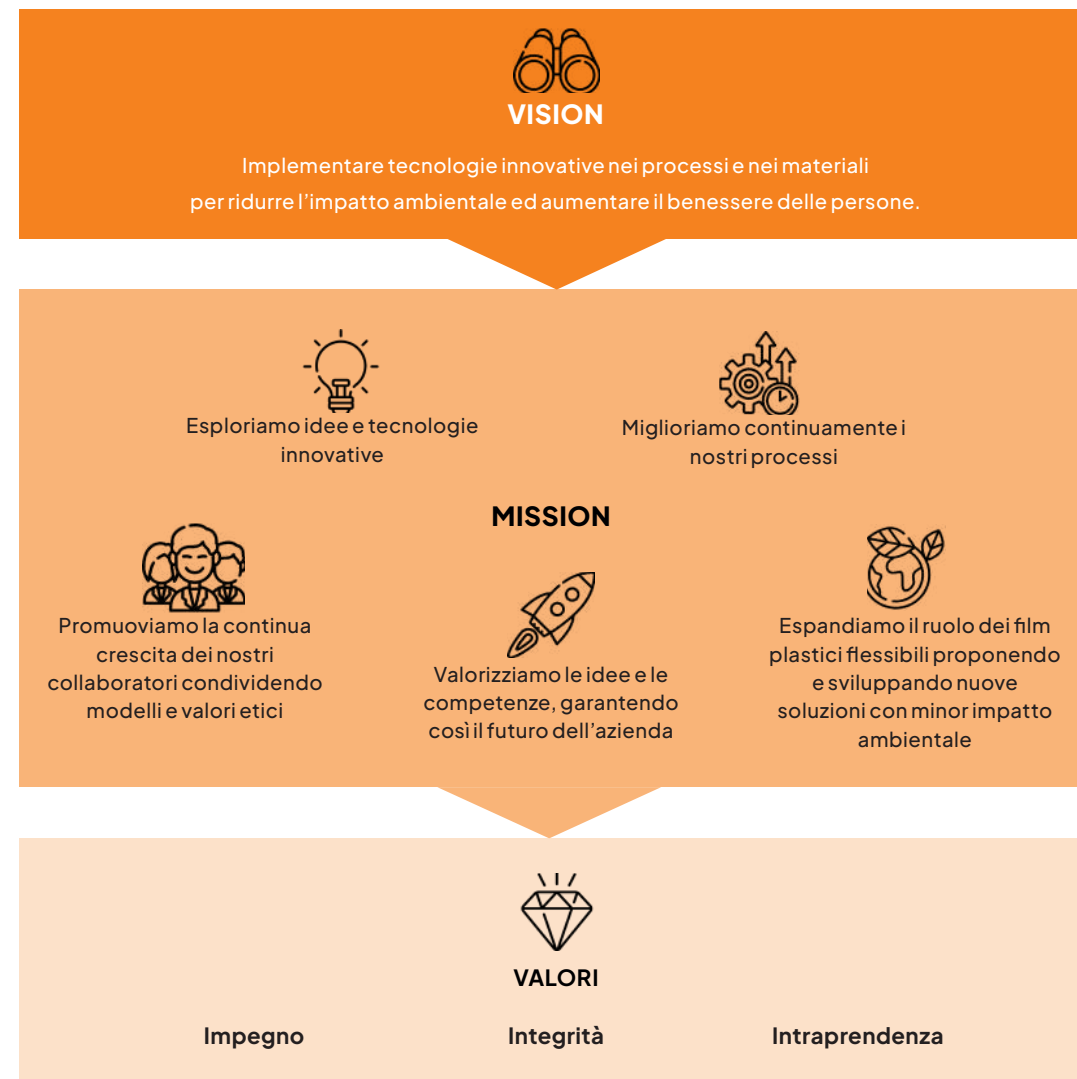 VISION
Implementare tecnologie innovative nei processi e nei materiali
per ridurre l’impatto ambientale ed aumentare il benessere delle persone.
Esploriamo idee e tecnologie
innovative
Miglioriamo continuamente i
nostri processi
MISSION
Promuoviamo la continua
crescita dei nostri
collaboratori condividendo
modelli e valori etici
Valorizziamo le idee e le
competenze, garantendo
così il futuro dell’azienda
Espandiamo il ruolo dei film
plastici flessibili proponendo
e sviluppando nuove
soluzioni con minor impatto
ambientale
VALORI
Impegno
Integrità
Intraprendenza